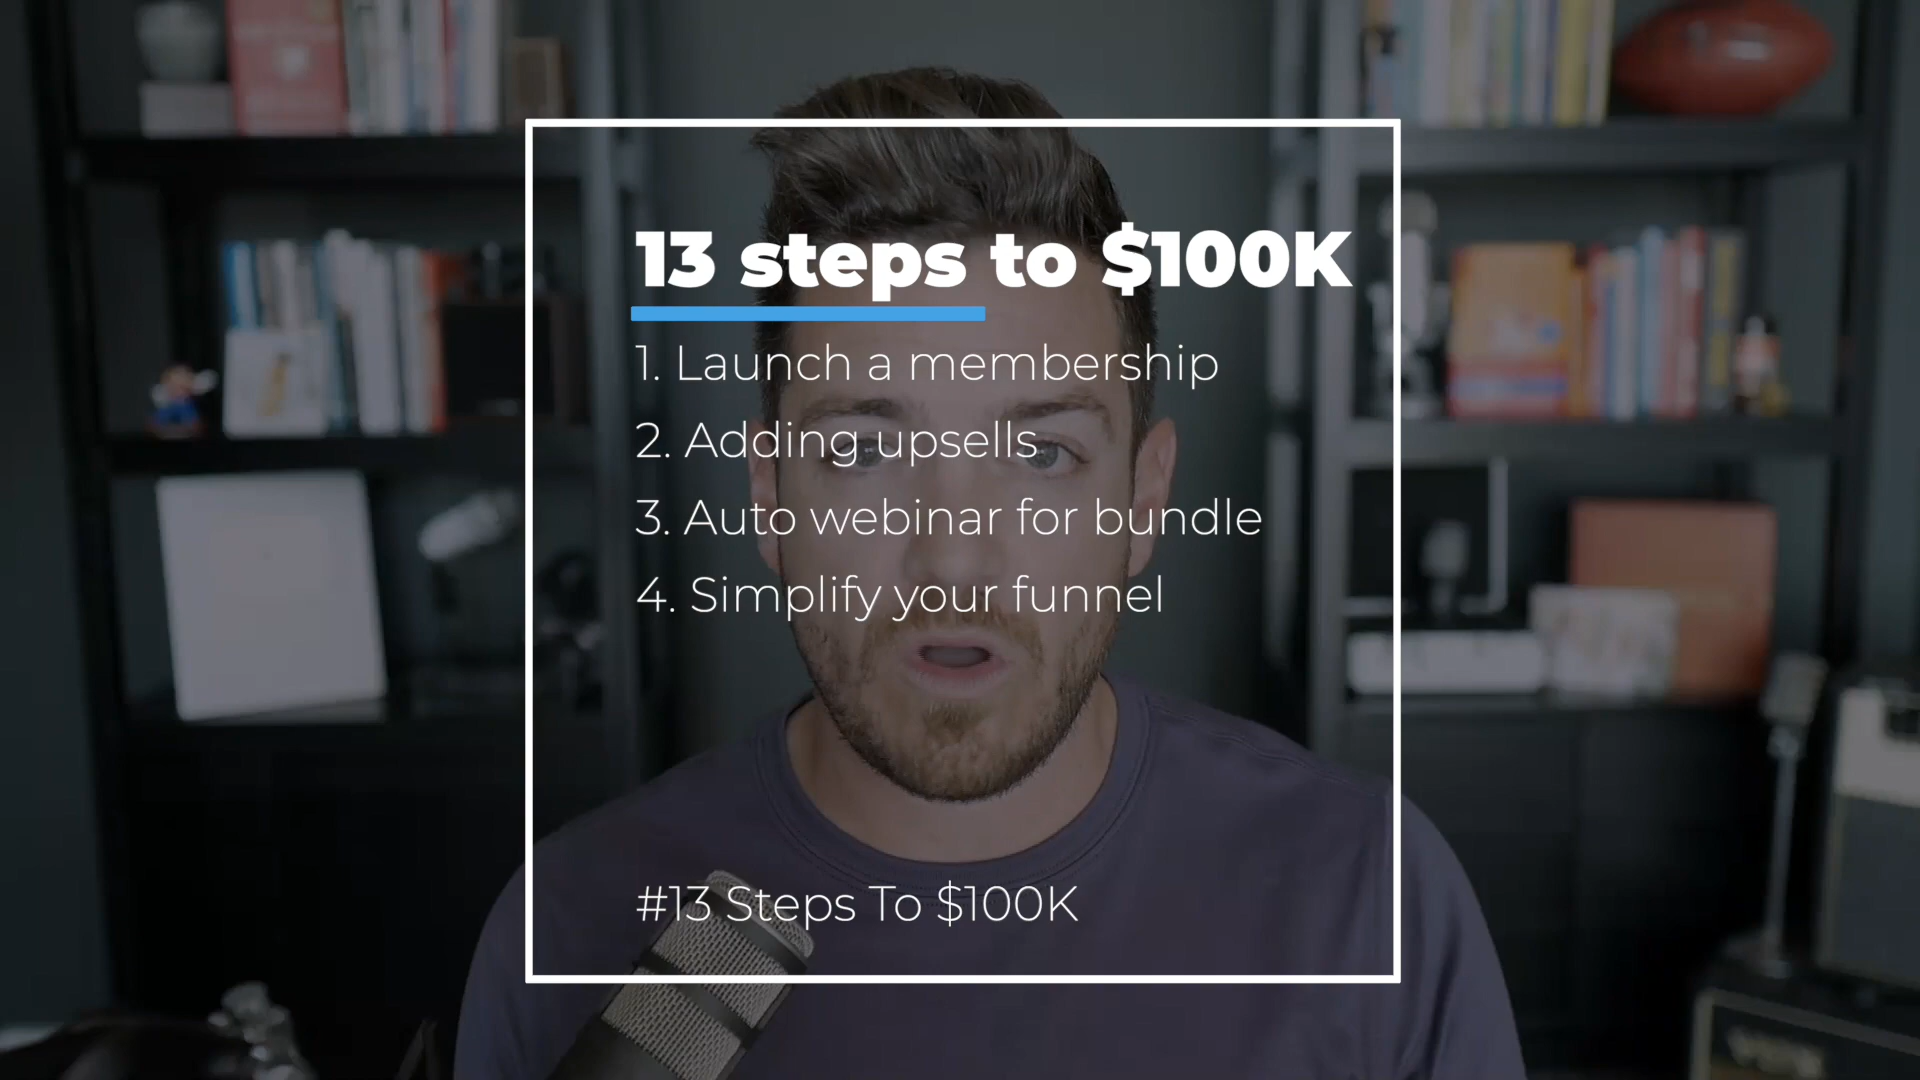 13 steps to $100K
1. Launch a membership
2. Adding upsells
3. Auto webinar for bundle
4. Simplify your funnel
#13 Steps To $100K
VOX